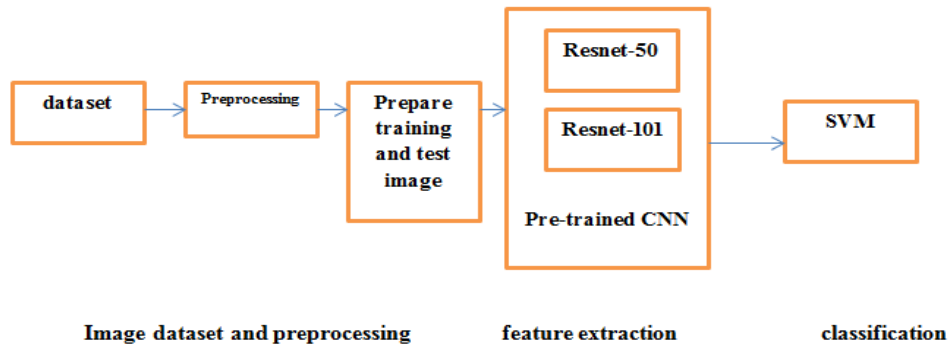 dataset
Preprocessing
Prepare
training
and test
image
Resnet-50
Resnet-101
Pre-trained CNN
SVM
Image dataset and preprocessing
feature extraction
classification